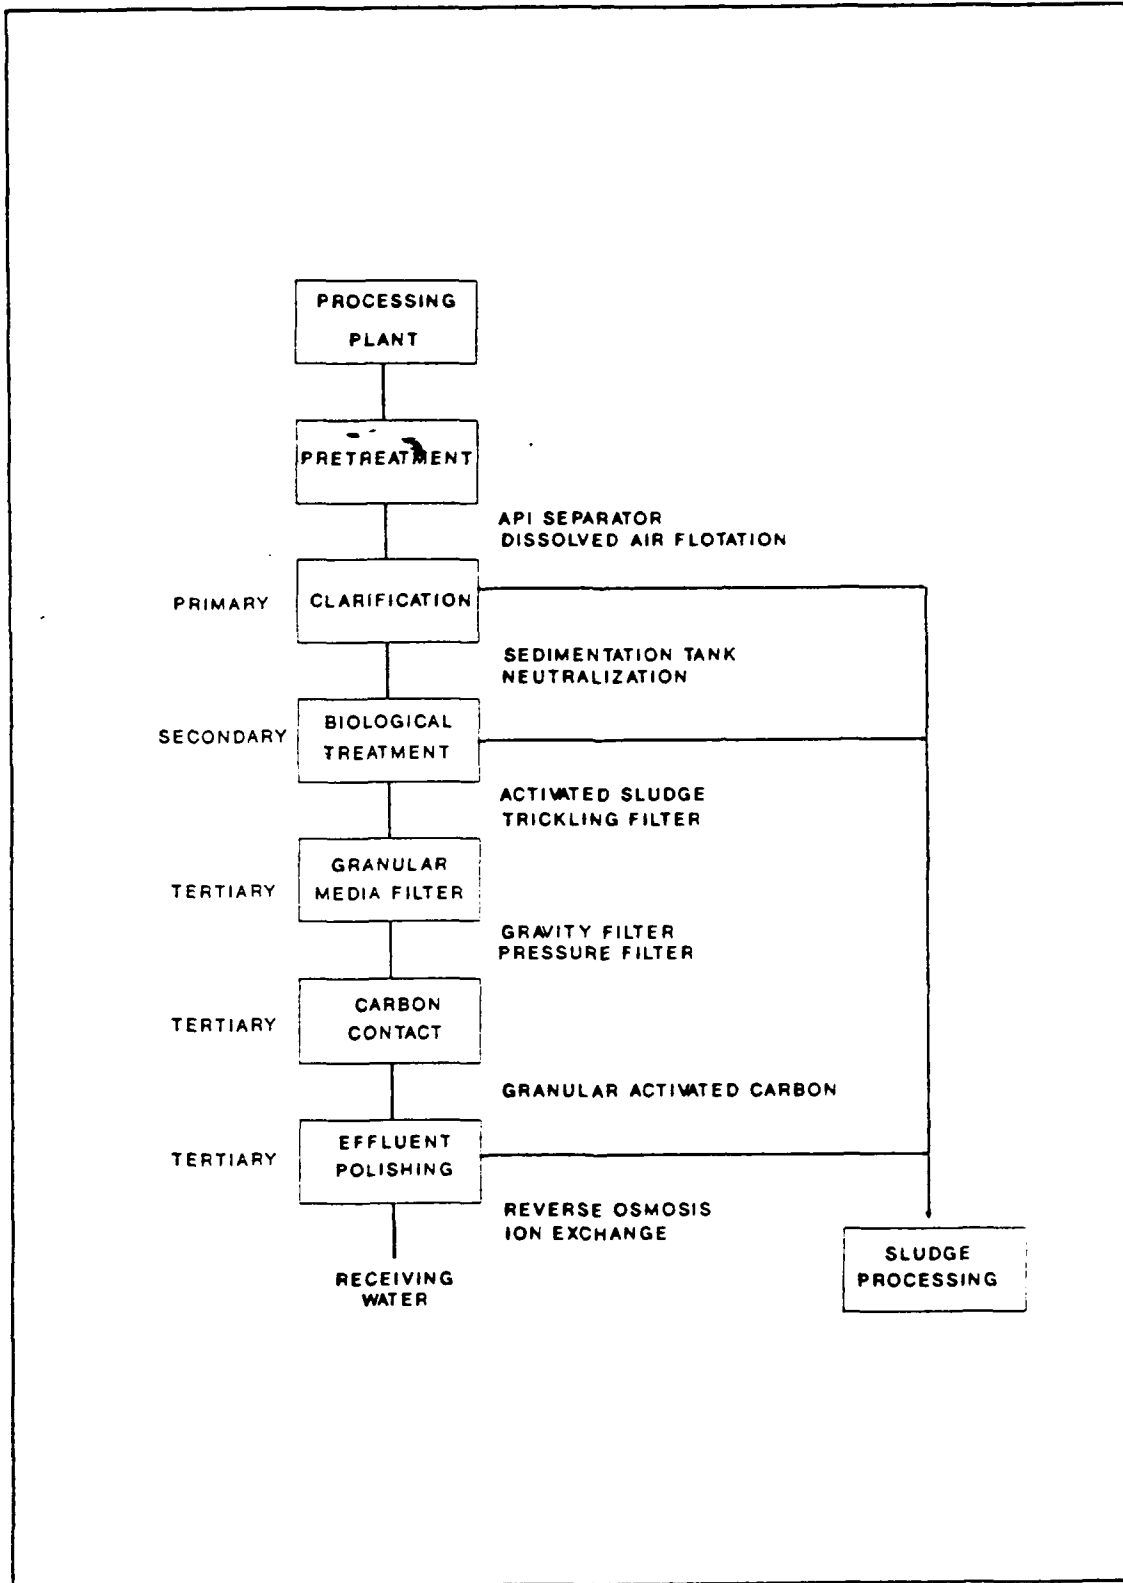 PROCESSING
PLANT
PRETREATMENT
API SEPARATOR
DISSOLVED AIR FLOTATION
PRIMARY
CLARIFICATION
SEDIMENTATION TANK
NEUTRALIZATION
SECONDARY
BIOLOGICAL
TREATMENT
ACTIVATED SLUDGE
TRICKLING FILTER
TERTIARY
GRANULAR
MEDIA FILTER
GRAVITY FILTER
PRESSURE FILTER
TERTIARY
CARBON
CONTACT
GRANULAR ACTIVATED CARBON
TERTIARY
EFFLUENT
POLISHING
REVERSE OSMOSIS
ION EXCHANGE
SLUDGE
PROCESSING
RECEIVING
WATER